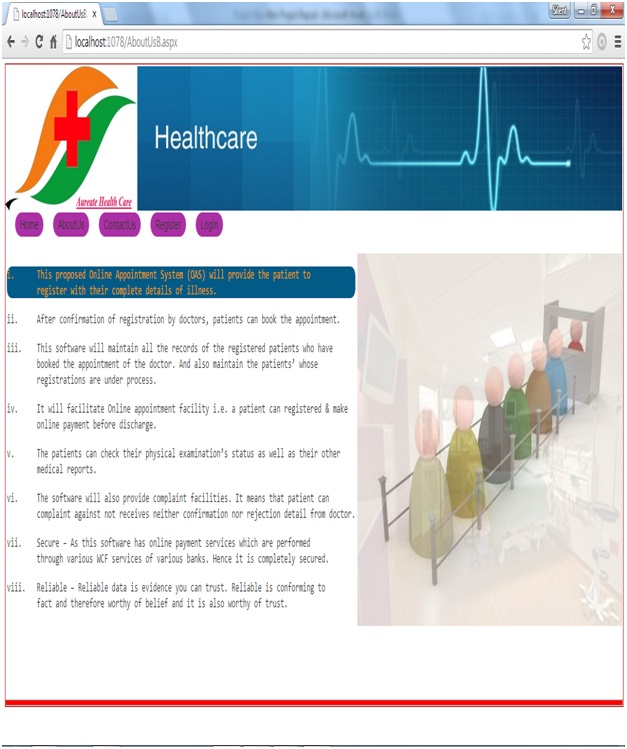 localhost:1078/AboutUsB.
localhost:1078/AboutUsB.aspx
Healthcare
Aureate Health Care
Home AboutUs ContactUs Register Login
i. This proposed Online Appointment System (OAS) will provide the patient to
register with their complete details of illness.
ii. After confirmation of registration by doctors, patients can book the appointment.
iii. This software will maintain all the records of the registered patients who have
booked the appointment of the doctor. And also maintain the patients’ whose
registrations are under process.
iv. It will facilitate Online appointment facility i.e. a patient can registered & make
online payment before discharge.
v. The patients can check their physical examination’s status as well as their other
medical reports.
vi. The software will also provide complaint facilities. It means that patient can
complaint against not receives neither confirmation nor rejection detail from doctor.
vii. Secure – As this software has online payment services which are performed
through various WCF services of various banks. Hence it is completely secured.
viii. Reliable – Reliable data is evidence you can trust. Reliable is conforming to
fact and therefore worthy of belief and it is also worthy of trust.